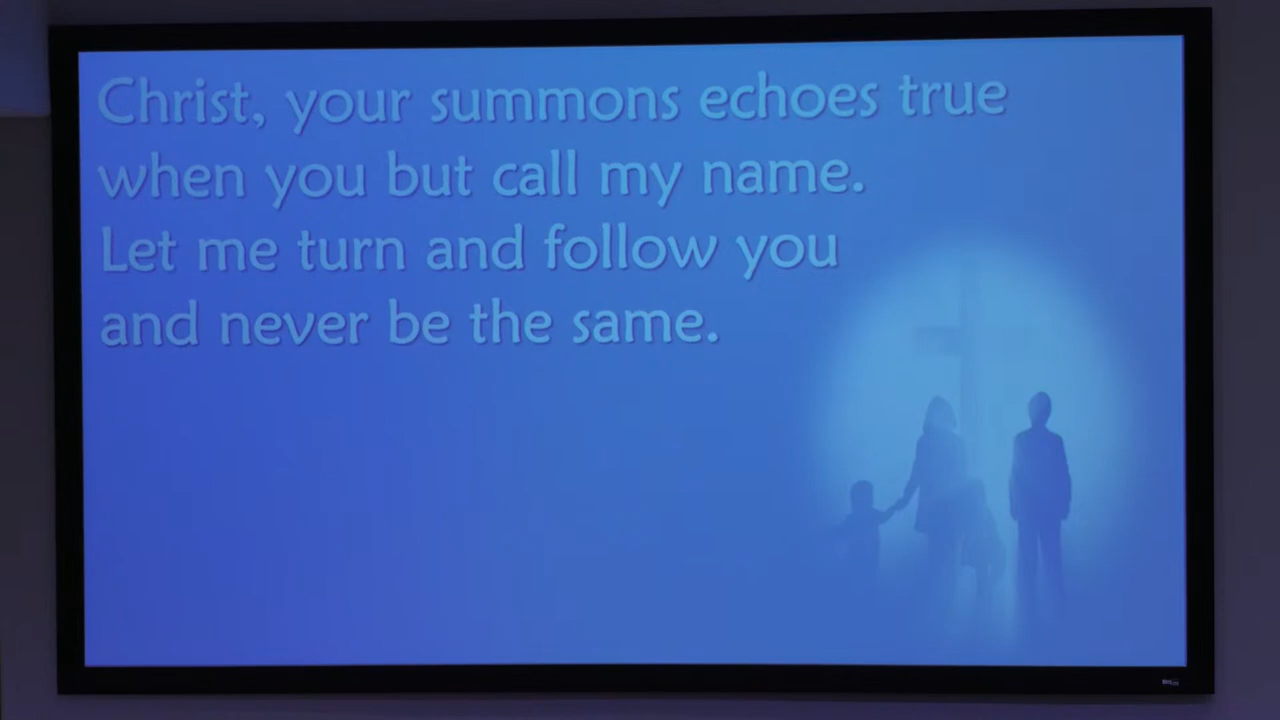 Christ, your summons echoes true
when you but call my name.
Let me turn and follow you
and never be the same.